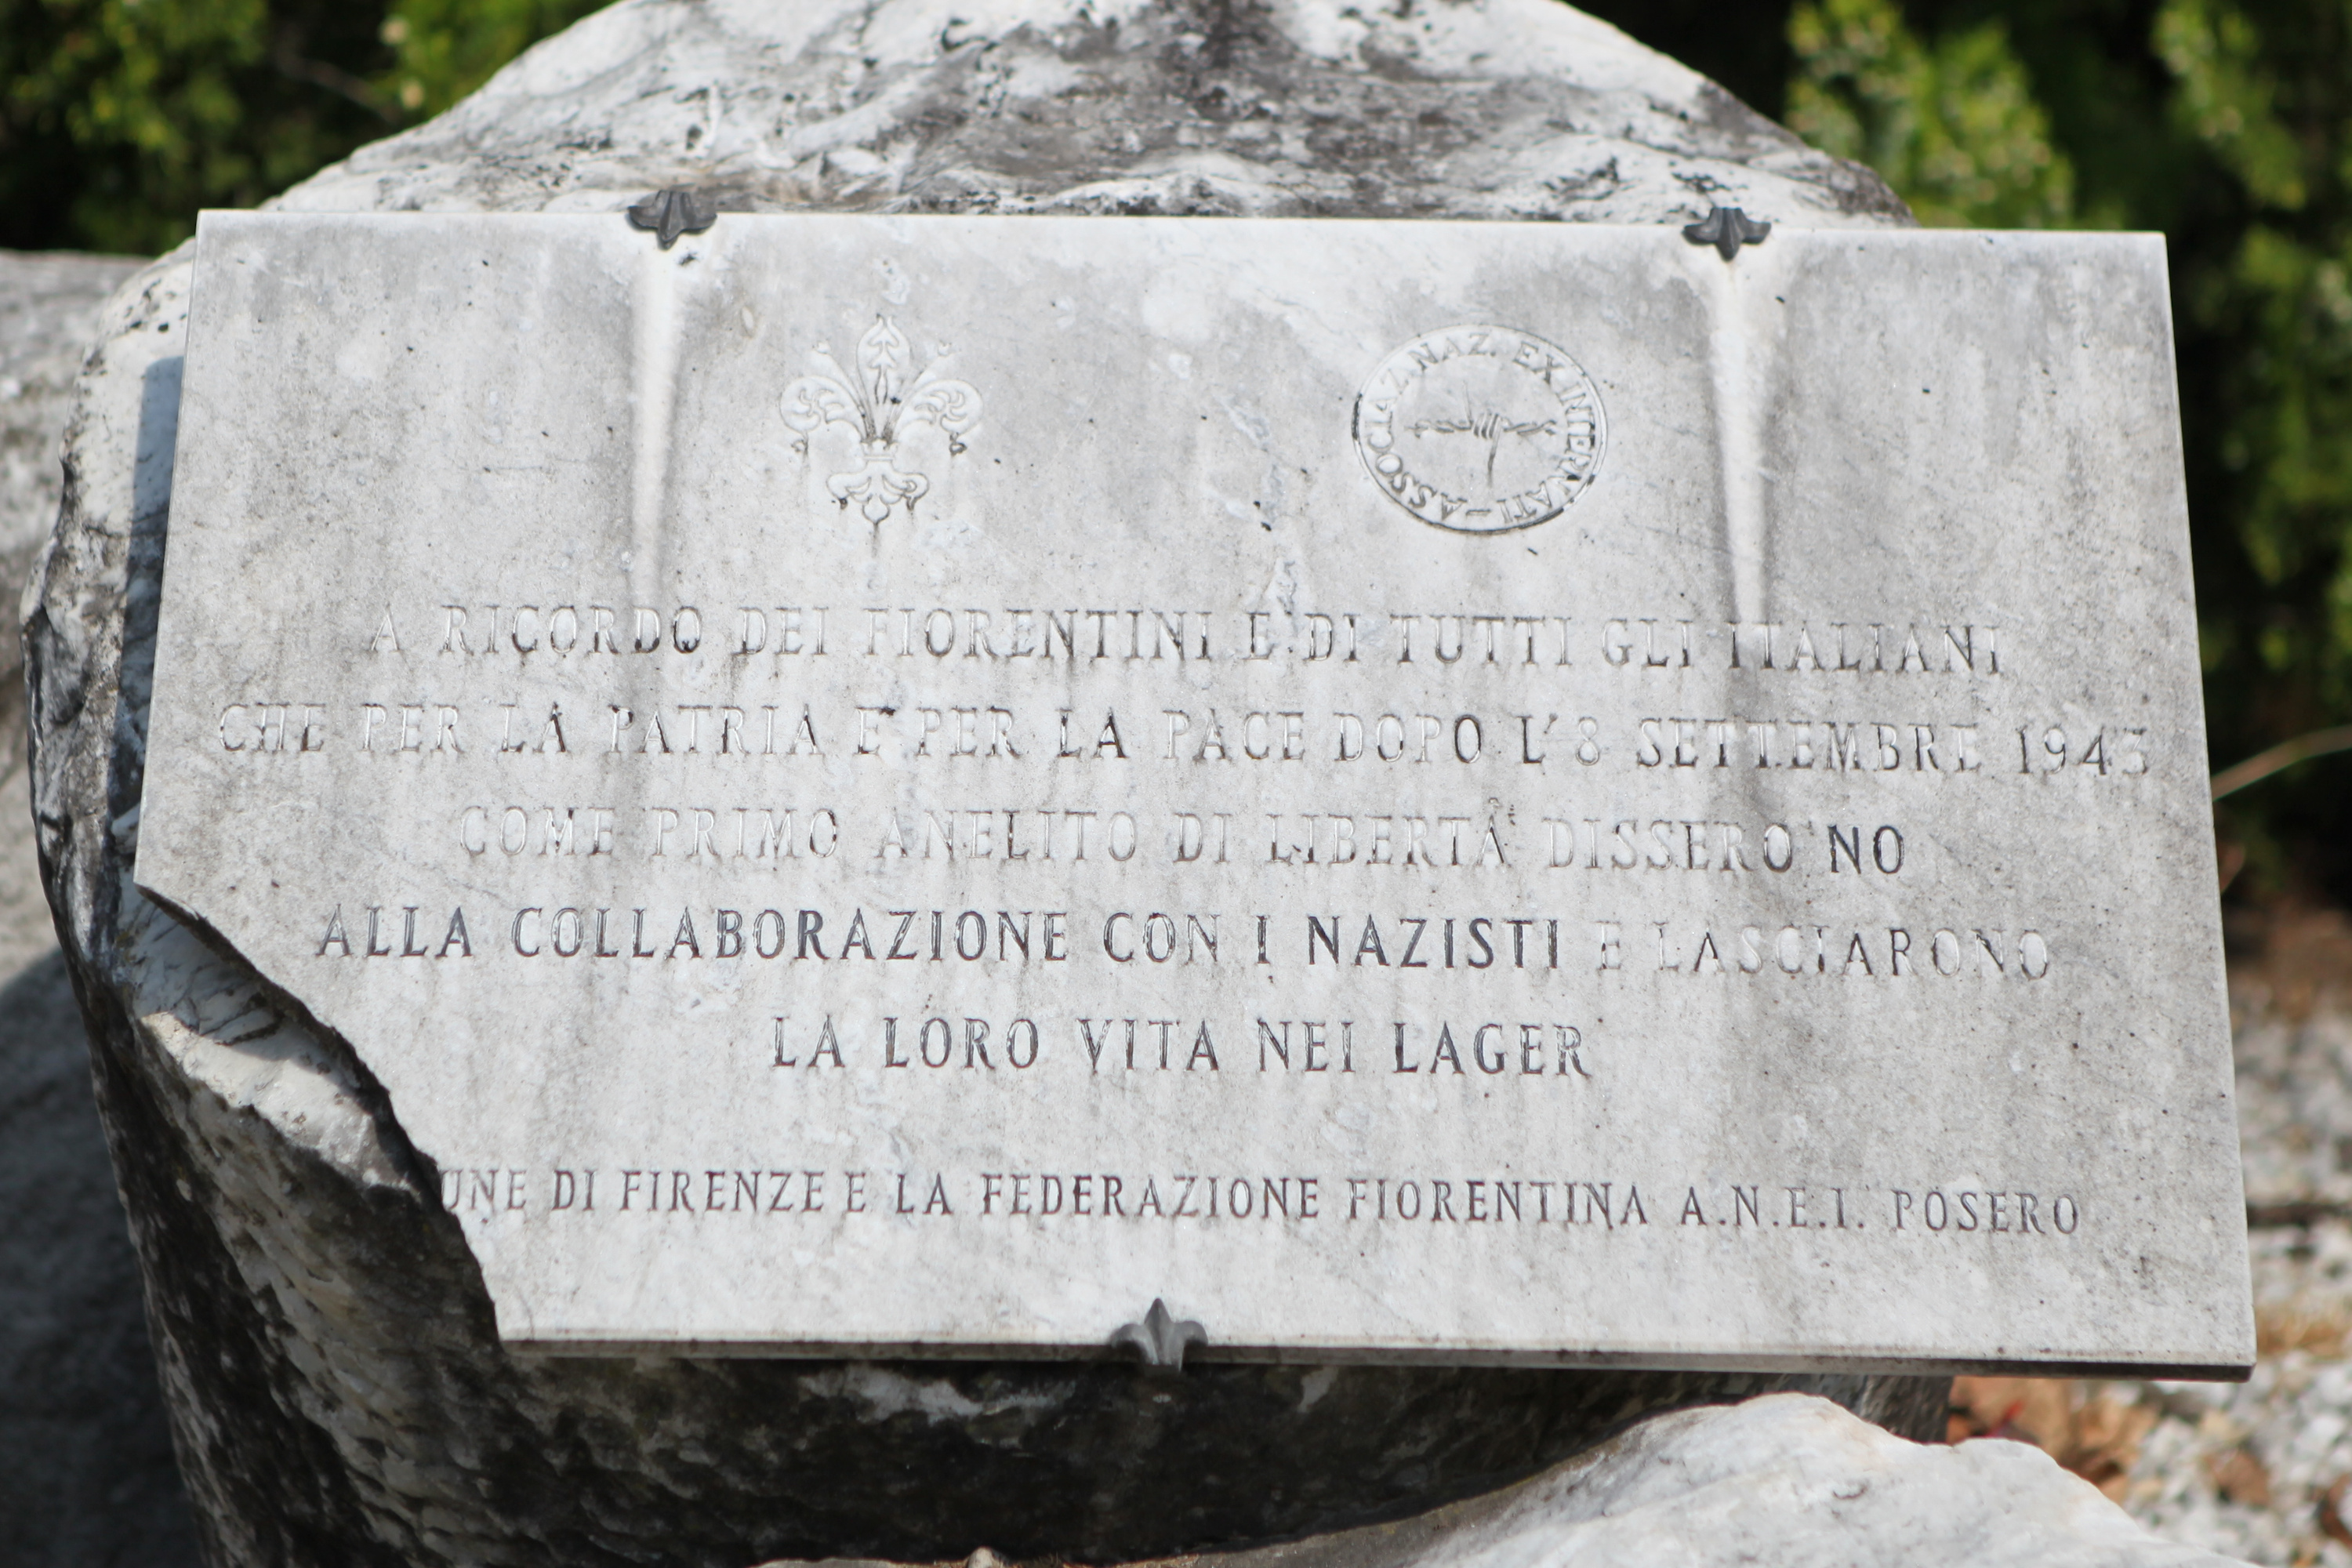 ASSOCIAZ. NAZ. EX INTERNATI -
A RICORDO DEI FIORENTINI E DI TUTTI GLI ITALIANI
CHE PER LA PATRIA E PER LA PACE DOPO L'8 SETTEMBRE 1943
COME PRIMO ANELITO DI LIBERTÀ DISSERO NO
ALLA COLLABORAZIONE CON I NAZISTI E LASCIARONO
LA LORO VITA NEI LAGER
UNE DI FIRENZE E LA FEDERAZIONE FIORENTINA A.N.E.I. POSERO